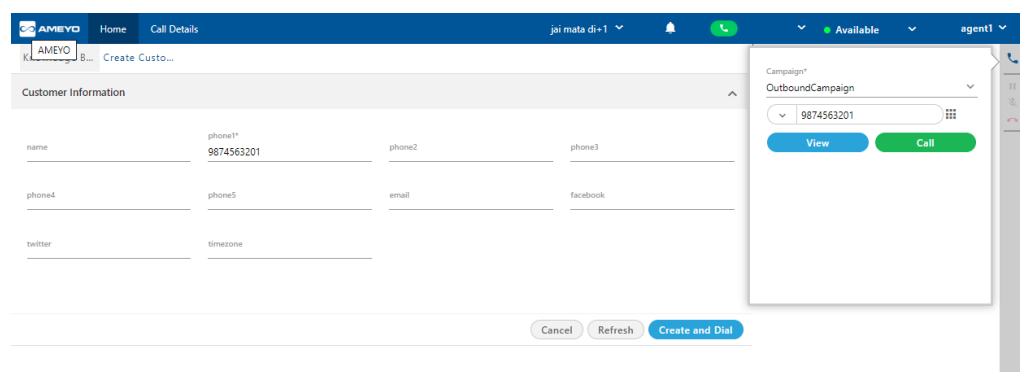 AMEYO Home Call Details jai mata di+1 Available agent1
AMEYO
B... Create Custo...
Customer Information
name
phone1*
9874563201
phone2
phone3
phone4
phone5
email
facebook
twitter
timezone
Cancel Refresh Create and Dial
Campaign*
OutboundCampaign
9874563201
View Call